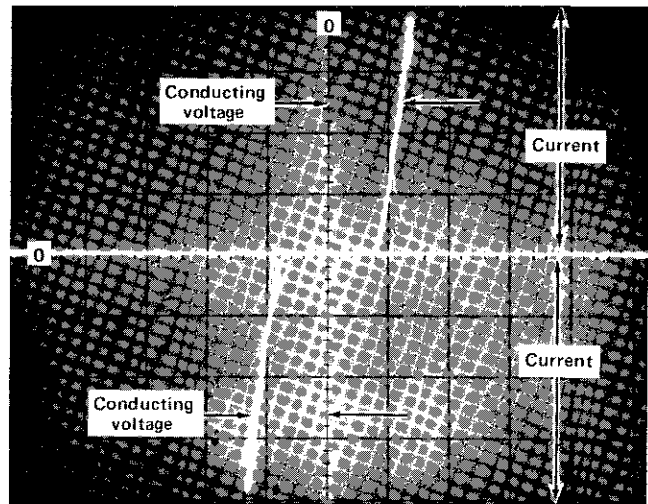 0
Conducting
voltage
Current
0
Current
Conducting
voltage